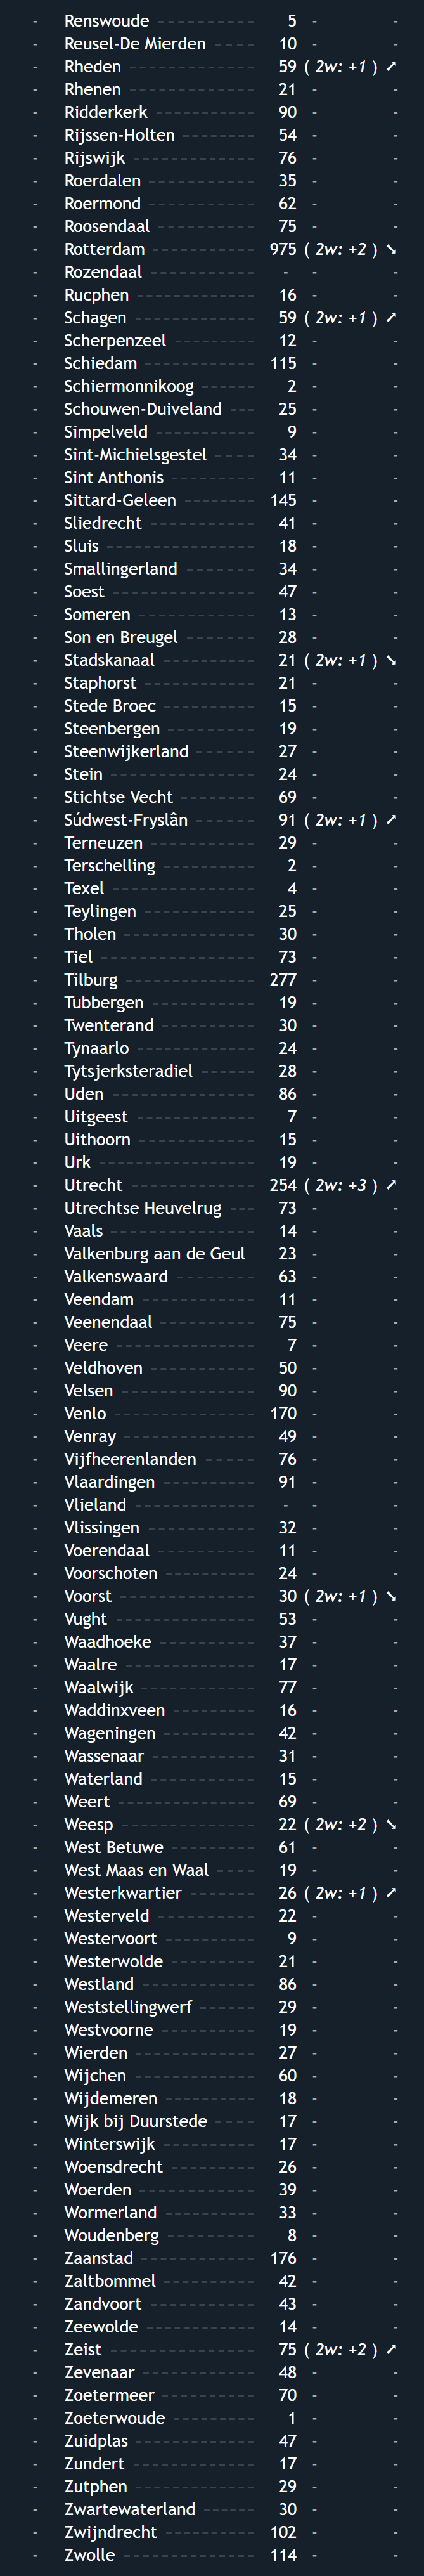 - Renswoude ----------- 5 - -
- Reusel-De Mierden ---- 10 - -
- Rheden ------------- 59 ( 2w: +1 ) ⤤
- Rhenen ------------- 21 - -
- Ridderkerk ---------- 90 - -
- Rijssen-Holten -------- 54 - -
- Rijswijk ------------- 76 - -
- Roerdalen ----------- 35 - -
- Roermond ----------- 62 - -
- Roosendaal ---------- 75 - -
- Rotterdam ----------- 975 ( 2w: +2 ) ⤥
- Rozendaal ----------- - - -
- Rucphen ------------ 16 - -
- Schagen ------------- 59 ( 2w: +1 ) ⤤
- Scherpenzeel -------- 12 - -
- Schiedam ------------ 115 - -
- Schiermonnikoog ------ 2 - -
- Schouwen-Duiveland --- 25 - -
- Simpelveld ---------- 9 - -
- Sint-Michielsgestel ---- 34 - -
- Sint Anthonis --------- 11 - -
- Sittard-Geleen -------- 145 - -
- Sliedrecht ----------- 41 - -
- Sluis ---------------- 18 - -
- Smallingerland ------- 34 - -
- Soest --------------- 47 - -
- Someren ------------ 13 - -
- Son en Breugel ------- 28 - -
- Stadskanaal ---------- 21 ( 2w: +1 ) ⤥
- Staphorst ----------- 21 - -
- Stede Broec ---------- 15 - -
- Steenbergen --------- 19 - -
- Steenwijkerland ------ 27 - -
- Stein --------------- 24 - -
- Stichtse Vecht -------- 69 - -
- Súdwest-Fryslân ------ 91 ( 2w: +1 ) ⤤
- Terneuzen ----------- 29 - -
- Terschelling ---------- 2 - -
- Texel --------------- 4 - -
- Teylingen ------------ 25 - -
- Tholen -------------- 30 - -
- Tiel ---------------- 73 - -
- Tilburg -------------- 277 - -
- Tubbergen ----------- 19 - -
- Twenterand ---------- 30 - -
- Tynaarlo ------------ 24 - -
- Tytsjerksteradiel ------ 28 - -
- Uden --------------- 86 - -
- Uitgeest ------------- 7 - -
- Uithoorn ------------ 15 - -
- Urk ---------------- 19 - -
- Utrecht ------------- 254 ( 2w: +3 ) ⤤
- Utrechtse Heuvelrug --- 73 - -
- Vaals --------------- 14 - -
- Valkenburg aan de Geul 23 - -
- Valkenswaard -------- 63 - -
- Veendam ------------ 11 - -
- Veenendaal ---------- 75 - -
- Veere --------------- 7 - -
- Veldhoven ----------- 50 - -
- Velsen -------------- 90 - -
- Venlo --------------- 170 - -
- Venray -------------- 49 - -
- Vijfheerenlanden ----- 76 - -
- Vlaardingen ---------- 91 - -
- Vlieland ------------- - - -
- Vlissingen ----------- 32 - -
- Voerendaal ---------- 11 - -
- Voorschoten --------- 24 - -
- Voorst -------------- 30 ( 2w: +1 ) ⤥
- Vught --------------- 53 - -
- Waadhoeke ---------- 37 - -
- Waalre -------------- 17 - -
- Waalwijk ------------ 77 - -
- Waddinxveen --------- 16 - -
- Wageningen ---------- 42 - -
- Wassenaar ----------- 31 - -
- Waterland ----------- 15 - -
- Weert --------------- 69 - -
- Weesp -------------- 22 ( 2w: +2 ) ⤥
- West Betuwe --------- 61 - -
- West Maas en Waal ---- 19 - -
- Westerkwartier ------- 26 ( 2w: +1 ) ⤤
- Westerveld ---------- 22 - -
- Westervoort --------- 9 - -
- Westerwolde --------- 21 - -
- Westland ------------ 86 - -
- Weststellingwerf ------ 29 - -
- Westvoorne ---------- 19 - -
- Wierden ------------- 27 - -
- Wijchen ------------- 60 - -
- Wijdemeren ---------- 18 - -
- Wijk bij Duurstede ---- 17 - -
- Winterswijk ---------- 17 - -
- Woensdrecht --------- 26 - -
- Woerden ------------ 39 - -
- Wormerland --------- 33 - -
- Woudenberg --------- 8 - -
- Zaanstad ------------ 176 - -
- Zaltbommel ---------- 42 - -
- Zandvoort ----------- 43 - -
- Zeewolde ----------- 14 - -
- Zeist --------------- 75 ( 2w: +2 ) ⤤
- Zevenaar ------------ 48 - -
- Zoetermeer ---------- 70 - -
- Zoeterwoude --------- 1 - -
- Zuidplas ------------- 47 - -
- Zundert ------------- 17 - -
- Zutphen ------------ 29 - -
- Zwartewaterland ------ 30 - -
- Zwijndrecht ---------- 102 - -
- Zwolle -------------- 114 - -